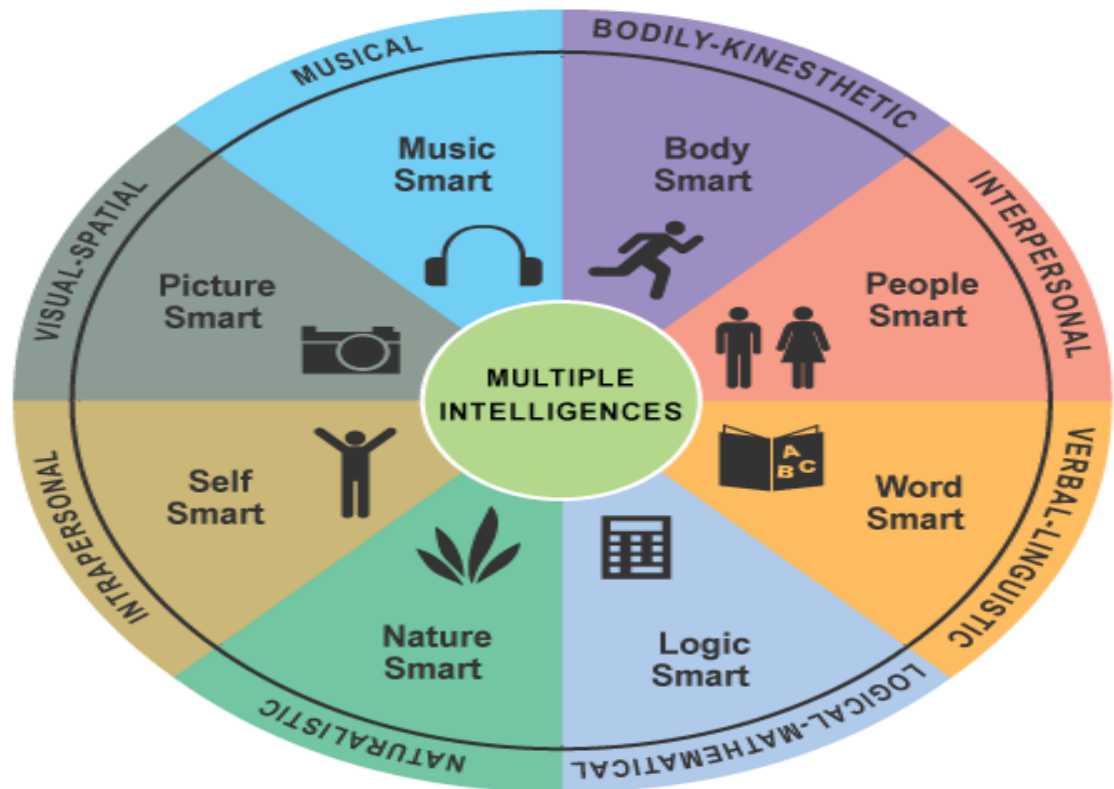 MUSICAL
BODILY-KINESTHETIC
Music
Smart
Body
Smart
VISUAL-SPATIAL
INTERPERSONAL
Picture
Smart
People
Smart
MULTIPLE
INTELLIGENCES
A
B C
INTRAPERSONAL
Self
Smart
Word
Smart
VERBAL-LINGUISTIC
Nature
Smart
Logic
Smart
NATURALISTIC
LOGICAL-MATHEMATICAL